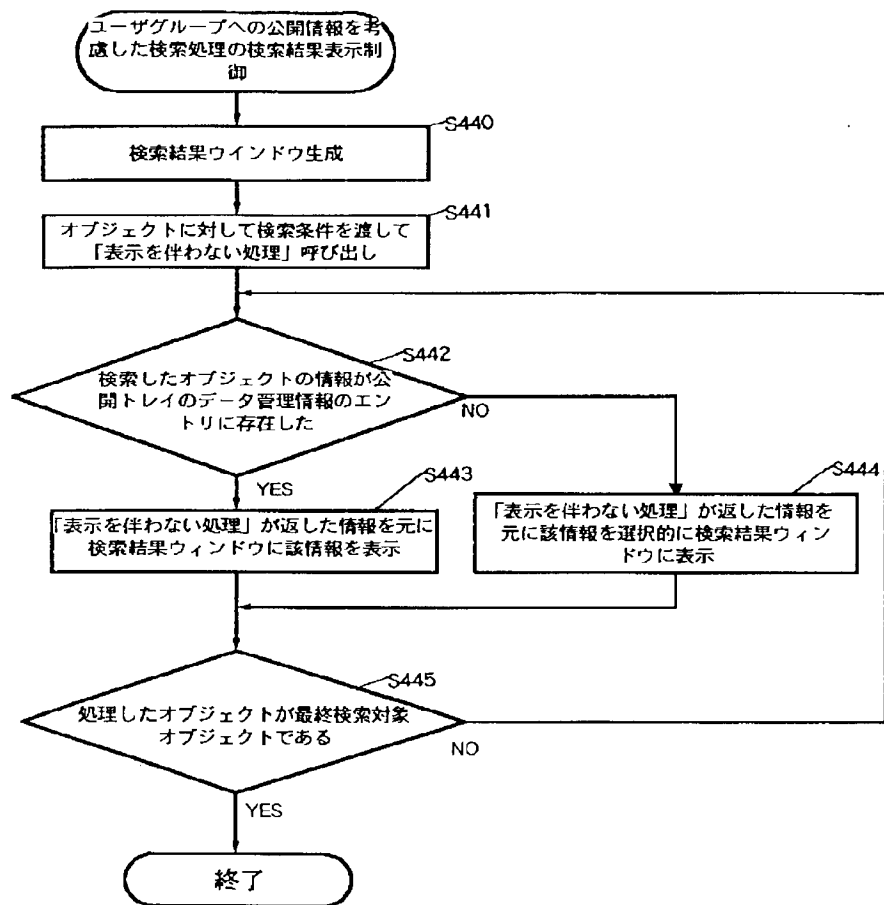 ユーザグループへの公開情報を考
慮した検索処理の検索結果表示制
御
S440
検索結果ウインドウ生成
S441
オブジェクトに対して検索条件を渡して
「表示を伴わない処理」呼び出し
S442
検索したオブジェクトの情報が公
開トレイのデータ管理情報のエン
トリに存在した
NO
YES
S443
「表示を伴わない処理」が返した情報を元に
検索結果ウィンドウに該情報を表示
S444
「表示を伴わない処理」が返した情報を
元に該情報を選択的に検索結果ウィン
ドウに表示
S445
処理したオブジェクトが最終検索対象
オブジェクトである
NO
YES
終了